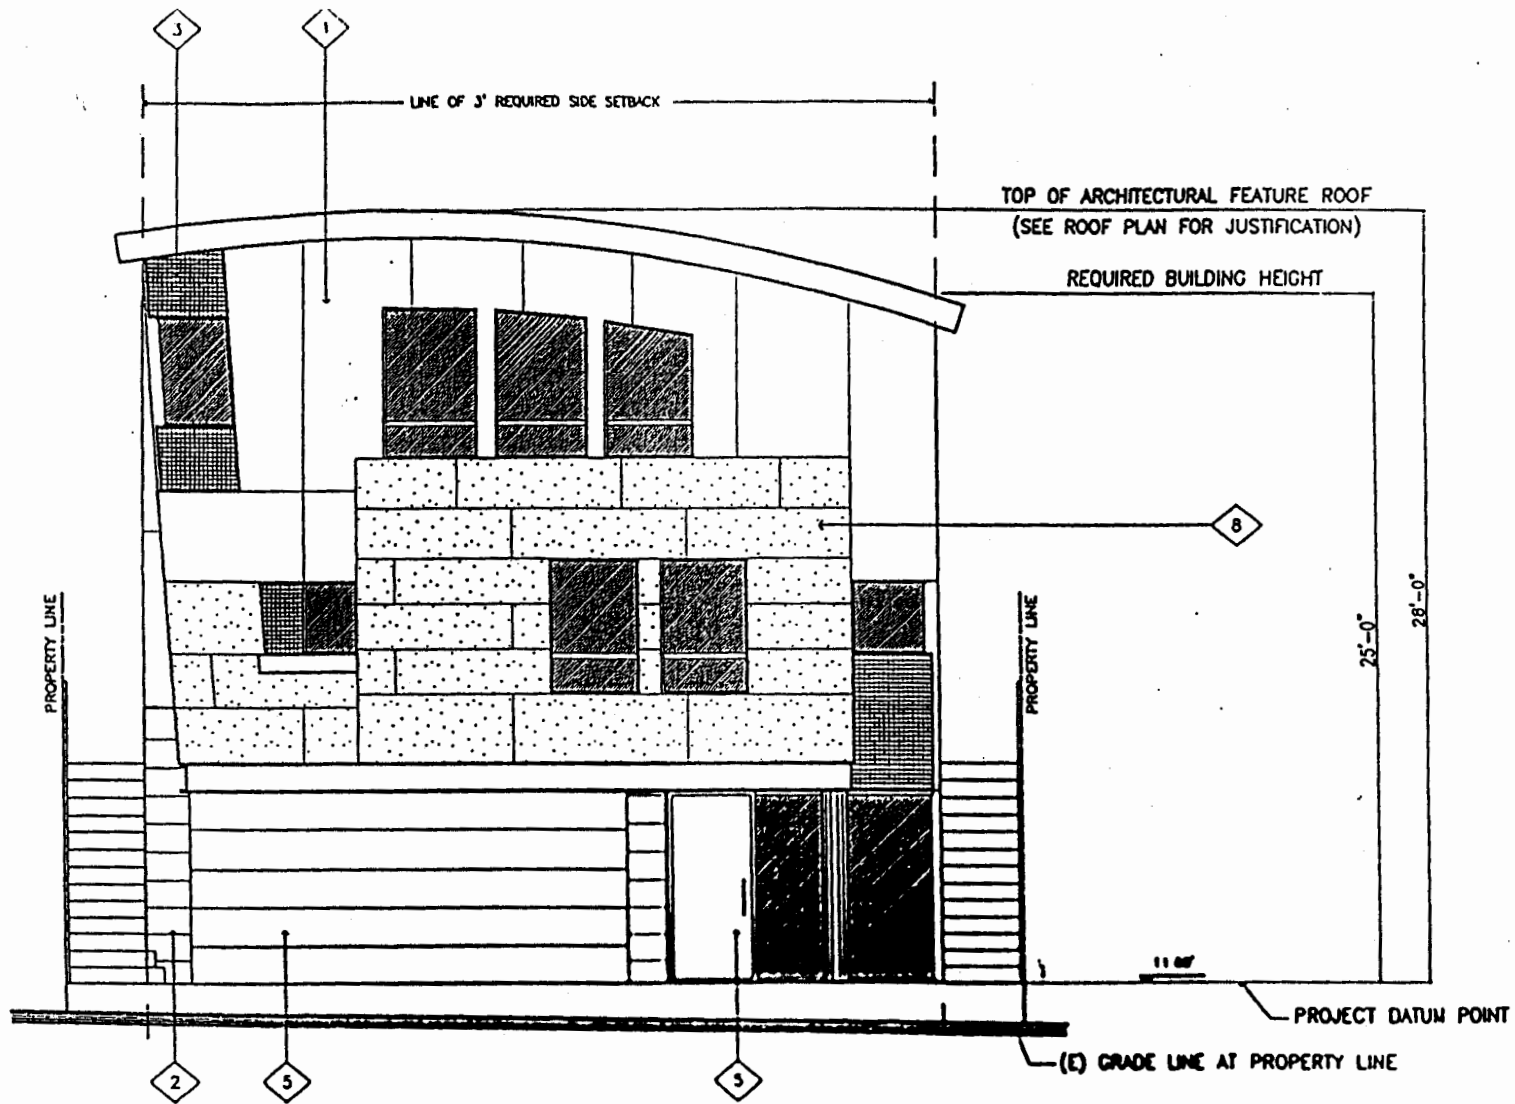 3
1
LINE OF 3' REQUIRED SIDE SETBACK
TOP OF ARCHITECTURAL FEATURE ROOF
(SEE ROOF PLAN FOR JUSTIFICATION)
REQUIRED BUILDING HEIGHT
8
PROPERTY LINE
PROPERTY LINE
25'-0"
28'-0"
PROJECT DATUM POINT
(E) GRADE LINE AT PROPERTY LINE
2
5